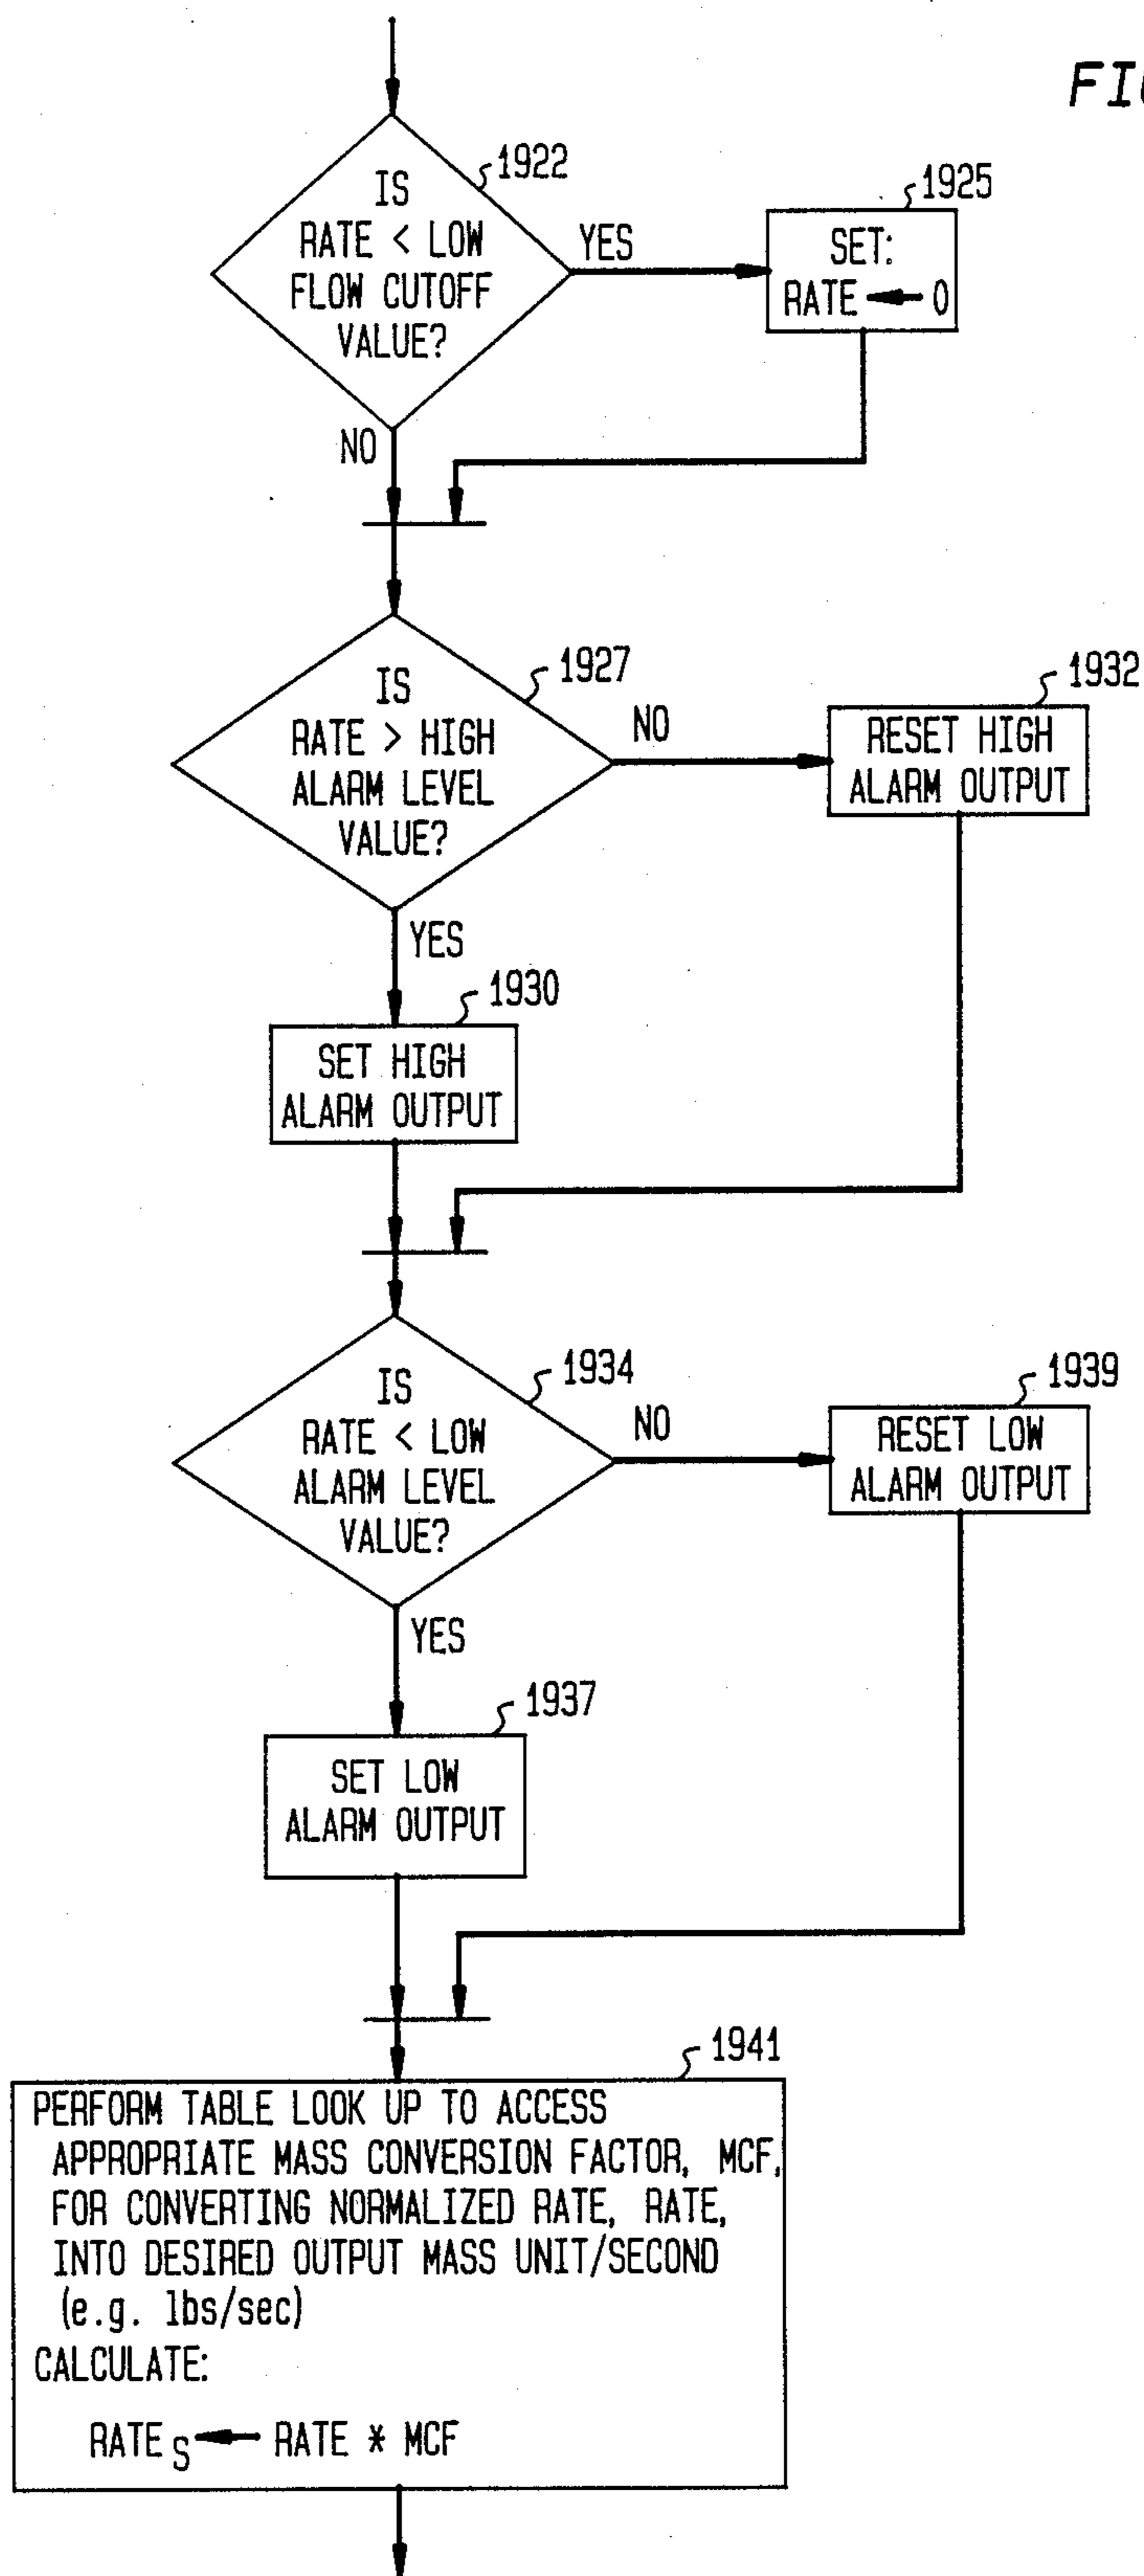 FIG
1922
IS
RATE < LOW
FLOW CUTOFF
VALUE?
YES
1925
SET:
RATE ← 0
NO
1927
IS
RATE > HIGH
ALARM LEVEL
VALUE?
NO
1932
RESET HIGH
ALARM OUTPUT
YES
1930
SET HIGH
ALARM OUTPUT
1934
IS
RATE < LOW
ALARM LEVEL
VALUE?
NO
1939
RESET LOW
ALARM OUTPUT
YES
1937
SET LOW
ALARM OUTPUT
1941
PERFORM TABLE LOOK UP TO ACCESS
APPROPRIATE MASS CONVERSION FACTOR, MCF,
FOR CONVERTING NORMALIZED RATE, RATE,
INTO DESIRED OUTPUT MASS UNIT/SECOND
(e.g. lbs/sec)
CALCULATE:
RATE S ← RATE * MCF